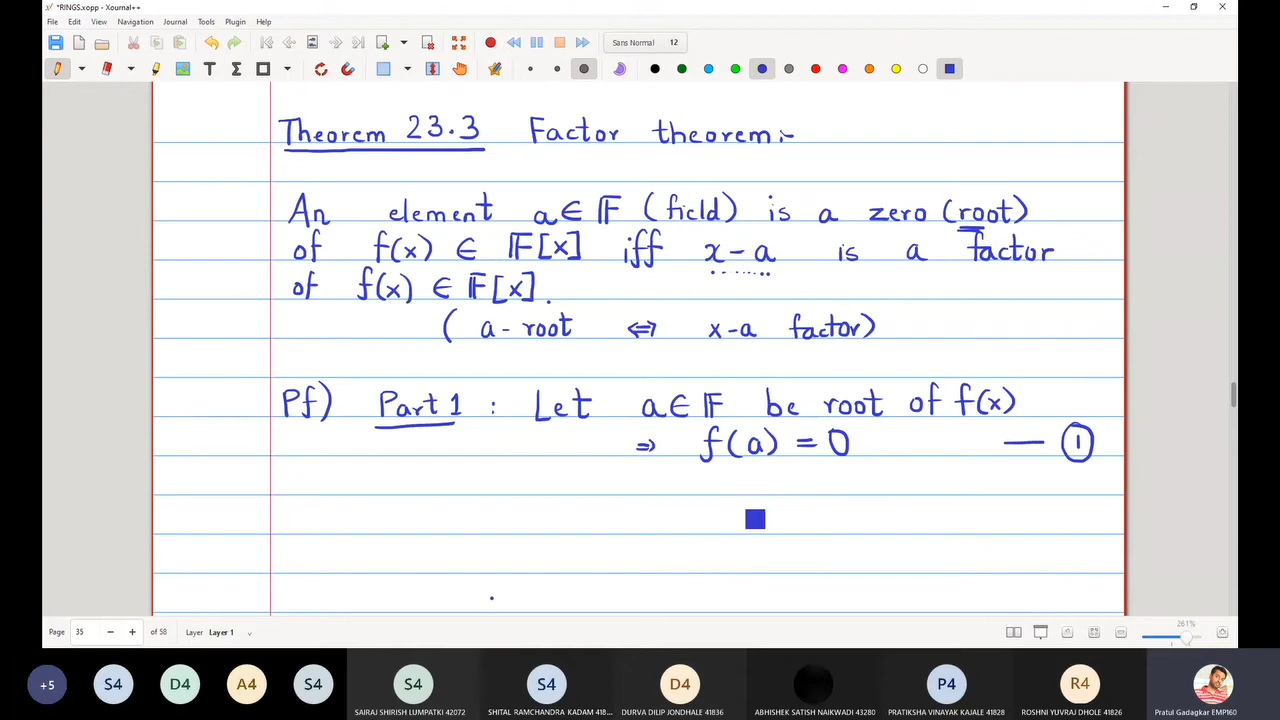 *RINGS.xopp - Xournal++
File Edit View Navigation Journal Tools Plugin Help
Sans Normal 12
Theorem 23.3 Factor theorem:-
An element a ∈ 𝔽 (field) is a zero (root)
of f(x) ∈ 𝔽[x] iff x-a is a factor
of f(x) ∈ 𝔽[x].
( a - root ⇔ x-a factor)
Pf) Part 1 : Let a ∈ 𝔽 be root of f(x)
⇒ f(a) = 0 — ①
Page 35 of 58 Layer Layer 1 261%
+5 S4 D4 A4 S4 S4 S4 D4 P4 R4
SAIRAJ SHIRISH LUMPATKI 42072 SHITAL RAMCHANDRA KADAM 418... DURVA DILIP JONDHALE 41836 ABHISHEK SATISH NAIKWADI 43280 PRATIKSHA VINAYAK KAJALE 41828 ROSHNI YUVRAJ DHOLE 41826 Pratul Gadagkar EMP160